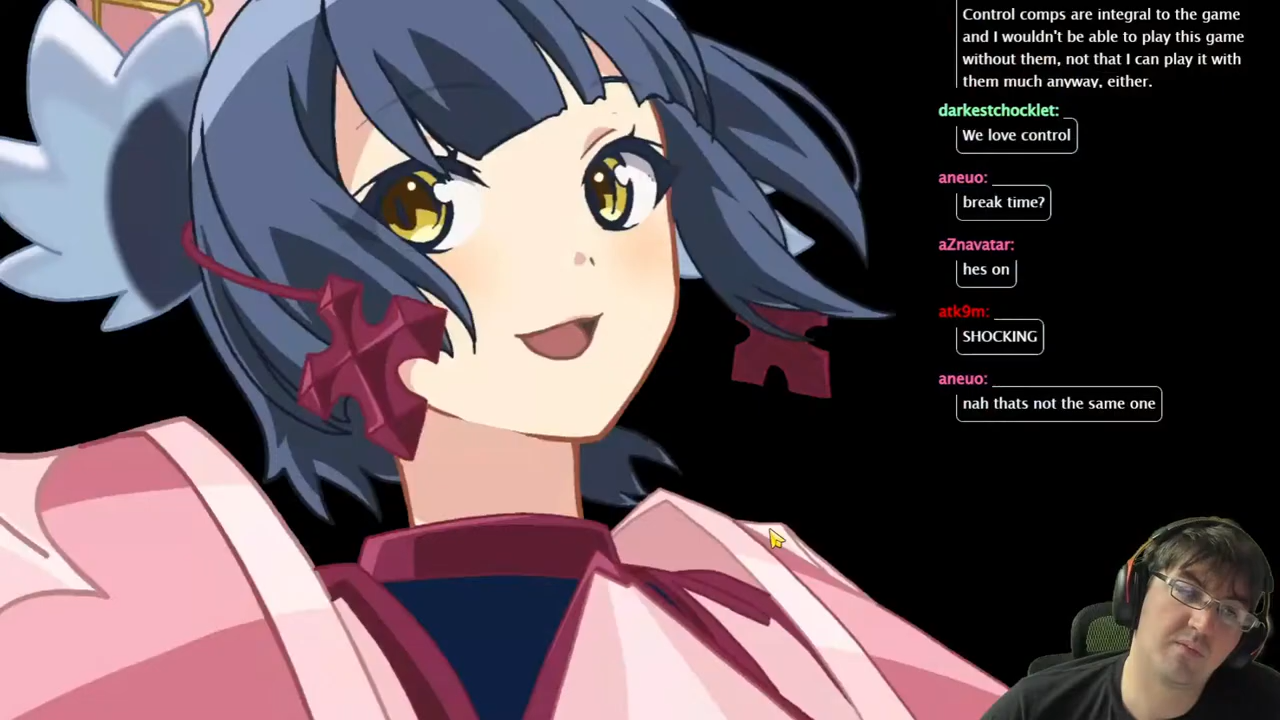 Control comps are integral to the game
and I wouldn't be able to play this game
without them, not that I can play it with
them much anyway, either.
darkestchocklet:
We love control
aneuo:
break time?
aZnavatar:
hes on
atk9m:
SHOCKING
aneuo:
nah thats not the same one